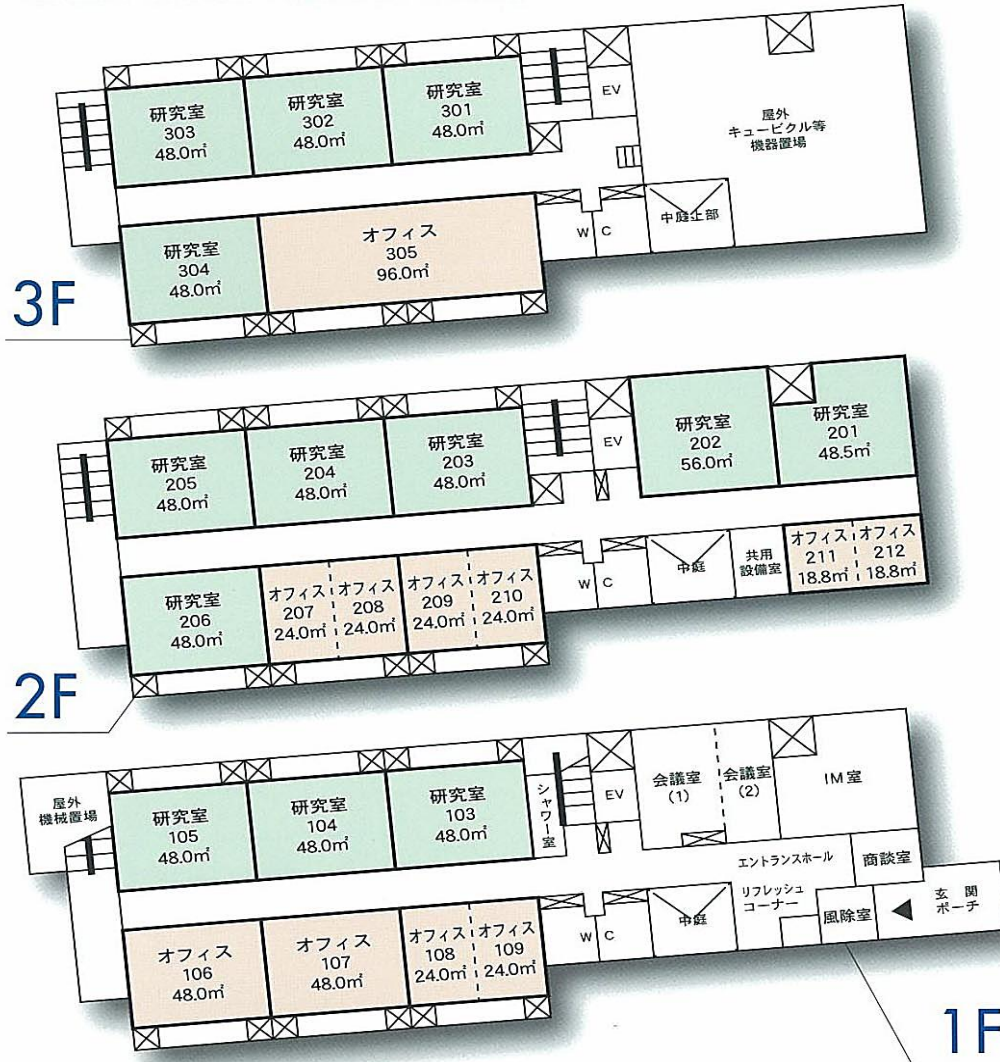 研究室
303
48.0㎡
研究室
302
48.0㎡
研究室
301
48.0㎡
EV
屋外
キュービクル等
機器置場
研究室
304
48.0㎡
オフィス
305
96.0㎡
W C
中庭上部
3F
研究室
205
48.0㎡
研究室
204
48.0㎡
研究室
203
48.0㎡
EV
研究室
202
56.0㎡
研究室
201
48.5㎡
研究室
206
48.0㎡
オフィス
207
24.0㎡
オフィス
208
24.0㎡
オフィス
209
24.0㎡
オフィス
210
24.0㎡
W C
中庭
共用
設備室
オフィス
211
18.8㎡
オフィス
212
18.8㎡
2F
屋外
機械置場
研究室
105
48.0㎡
研究室
104
48.0㎡
研究室
103
48.0㎡
シャワー室
EV
会議室
(1)
会議室
(2)
IM室
エントランスホール
商談室
リフレッシュ
コーナー
風除室
玄関
ポーチ
オフィス
106
48.0㎡
オフィス
107
48.0㎡
オフィス
108
24.0㎡
オフィス
109
24.0㎡
W C
中庭
1F